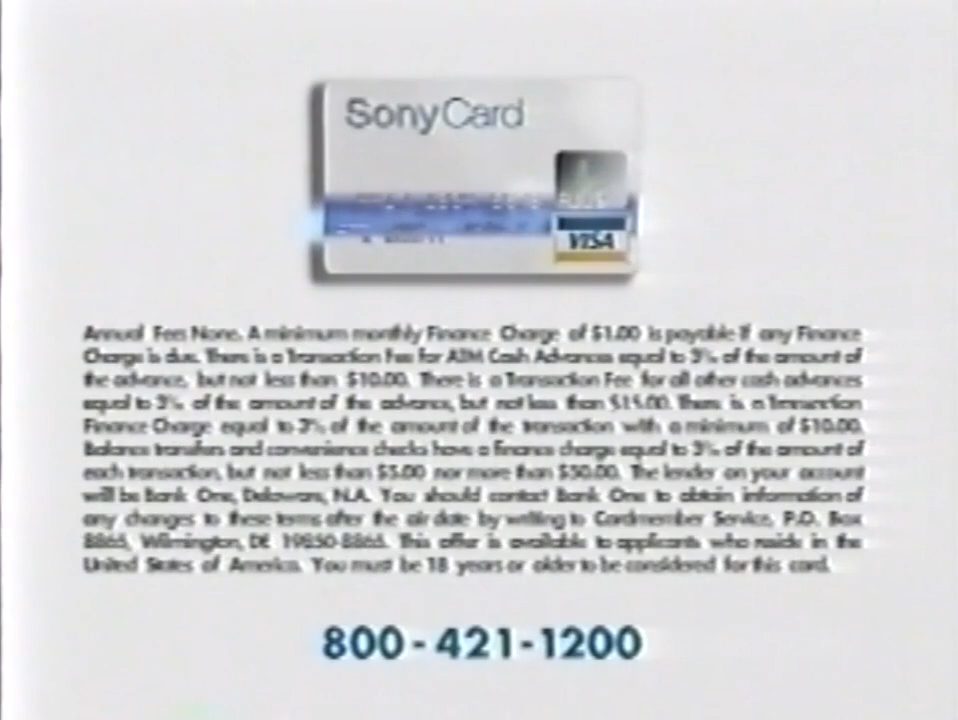 SonyCard
VISA
Annual Fee: None. A minimum monthly Finance Charge of $1.00 is payable if any Finance
Charge is due. There is a Transaction Fee for ATM Cash Advances equal to 3% of the amount of
the advance, but not less than $10.00. There is a Transaction Fee for all other cash advances
equal to 3% of the amount of the advance, but not less than $15.00. There is a Transaction
Finance Charge equal to 3% of the amount of the transaction with a minimum of $10.00.
Balance transfers and convenience checks have a finance charge equal to 3% of the amount of
each transaction, but not less than $5.00 nor more than $50.00. The lender on your account
will be Bank One, Delaware, N.A. You should contact Bank One to obtain information of
any changes to these terms after the air date by writing to Cardmember Service, P.O. Box
8865, Wilmington, DE 19850-8865. This offer is available to applicants who reside in the
United States of America. You must be 18 years or older to be considered for this card.
800-421-1200